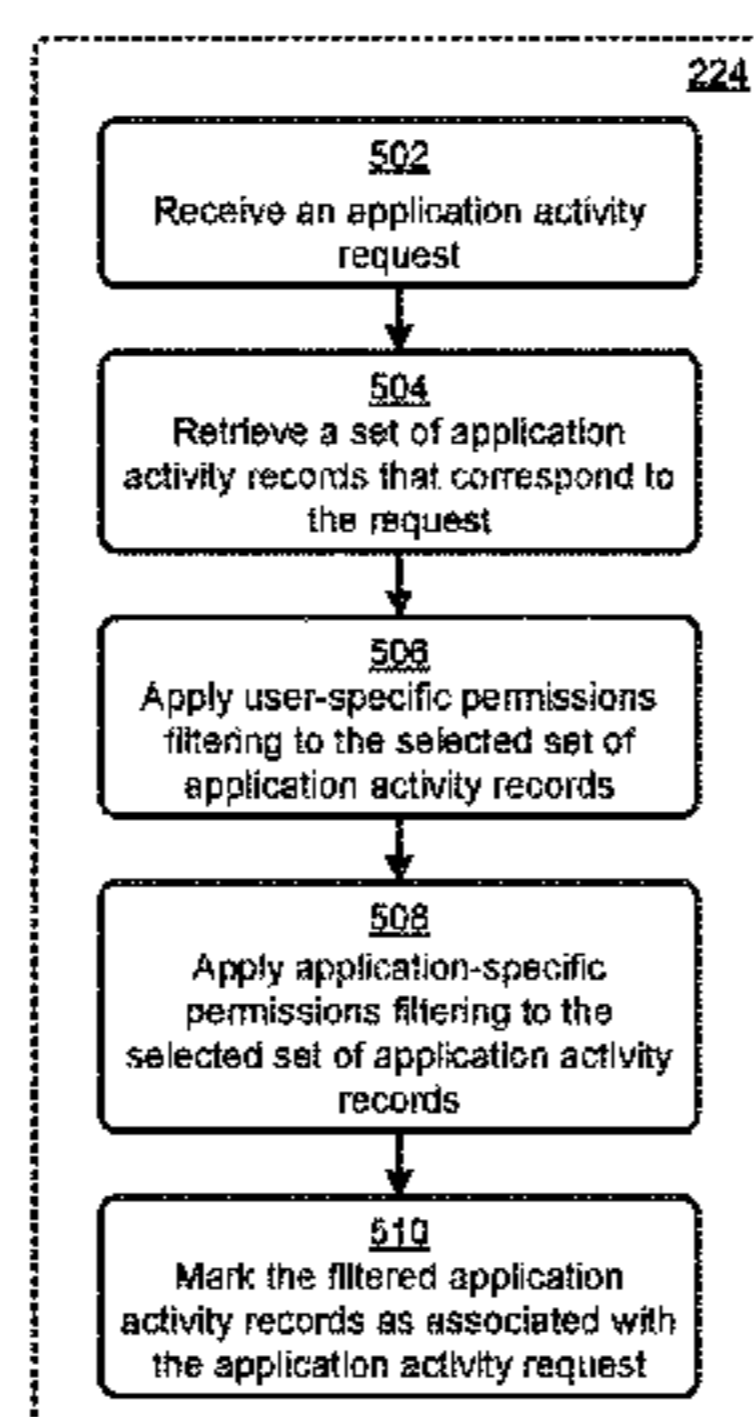 224
502
Receive an application activity
request
504
Retrieve a set of application
activity records that correspond to
the request
506
Apply user-specific permissions
filtering to the selected set of
application activity records
508
Apply application-specific
permissions filtering to the
selected set of application activity
records
510
Mark the filtered application
activity records as associated with
the application activity request